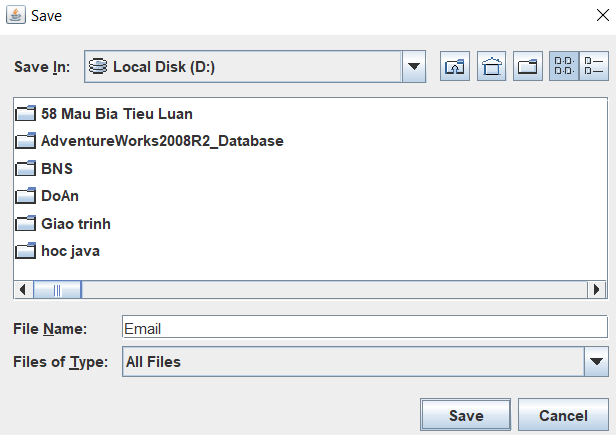 Save
Save In: Local Disk (D:)
58 Mau Bia Tieu Luan
AdventureWorks2008R2_Database
BNS
DoAn
Giao trinh
hoc java
File Name: Email
Files of Type: All Files
Save Cancel